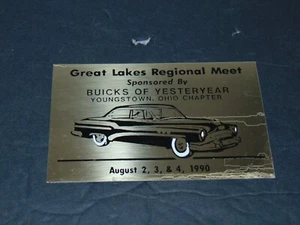 Great Lakes Regional Meet
Sponsored By
BUICKS OF YESTERYEAR
YOUNGSTOWN, OHIO CHAPTER
August 2, 3, & 4, 1990